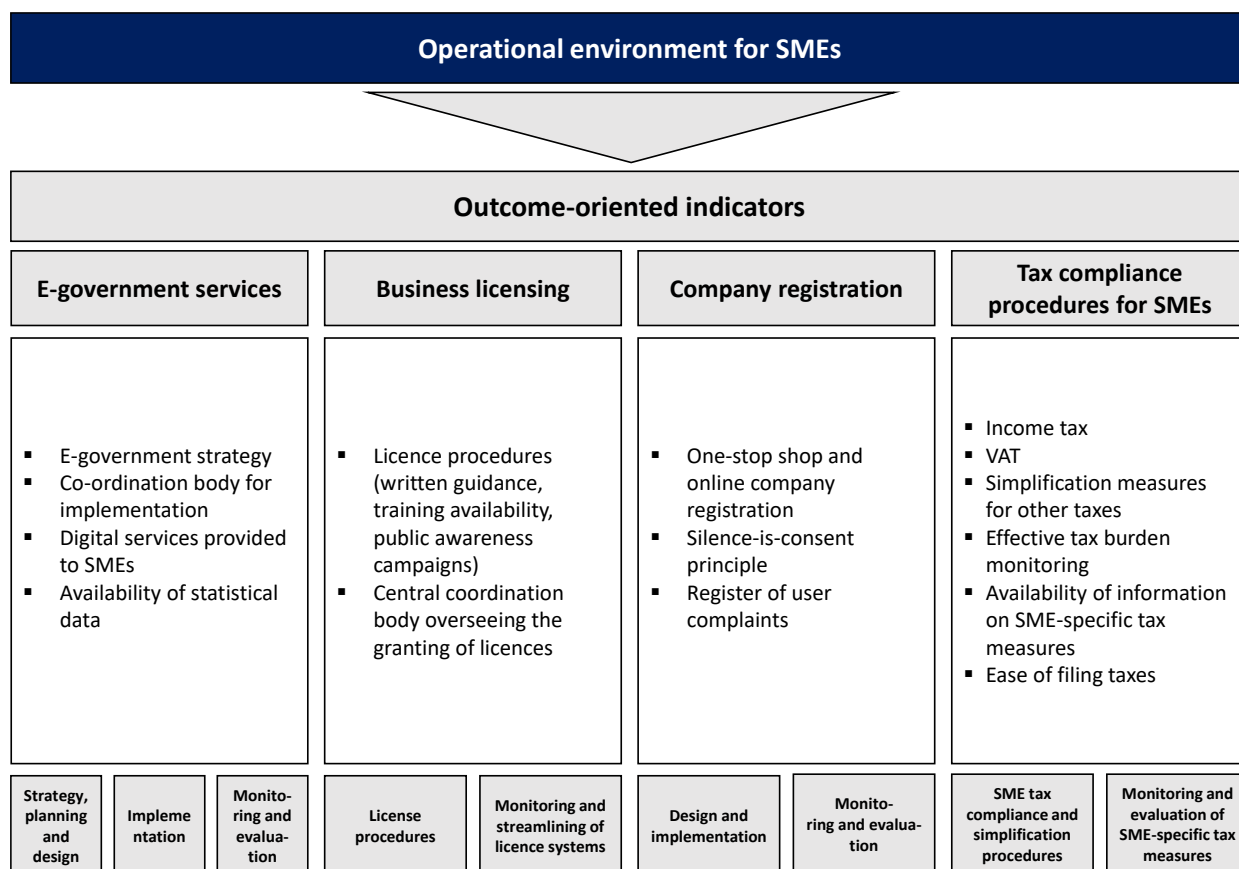 Operational environment for SMEs
Outcome-oriented indicators
E-government services
▪ E-government strategy
▪ Co-ordination body for
implementation
▪ Digital services provided
to SMEs
▪ Availability of statistical
data
Strategy,
planning
and
design
Impleme
ntation
Monito-
ring and
evalua-
tion
Business licensing
▪ Licence procedures
(written guidance,
training availability,
public awareness
campaigns)
▪ Central coordination
body overseeing the
granting of licences
License
procedures
Monitoring and
streamlining of
licence systems
Company registration
▪ One-stop shop and
online company
registration
▪ Silence-is-consent
principle
▪ Register of user
complaints
Design and
implementation
Monito-
ring and evalua-
tion
Tax compliance
procedures for SMEs
▪ Income tax
▪ VAT
▪ Simplification measures
for other taxes
▪ Effective tax burden
monitoring
▪ Availability of information
on SME-specific tax
measures
▪ Ease of filing taxes
SME tax
compliance and
simplification
procedures
Monitoring and
evaluation of
SME-specific tax
measures